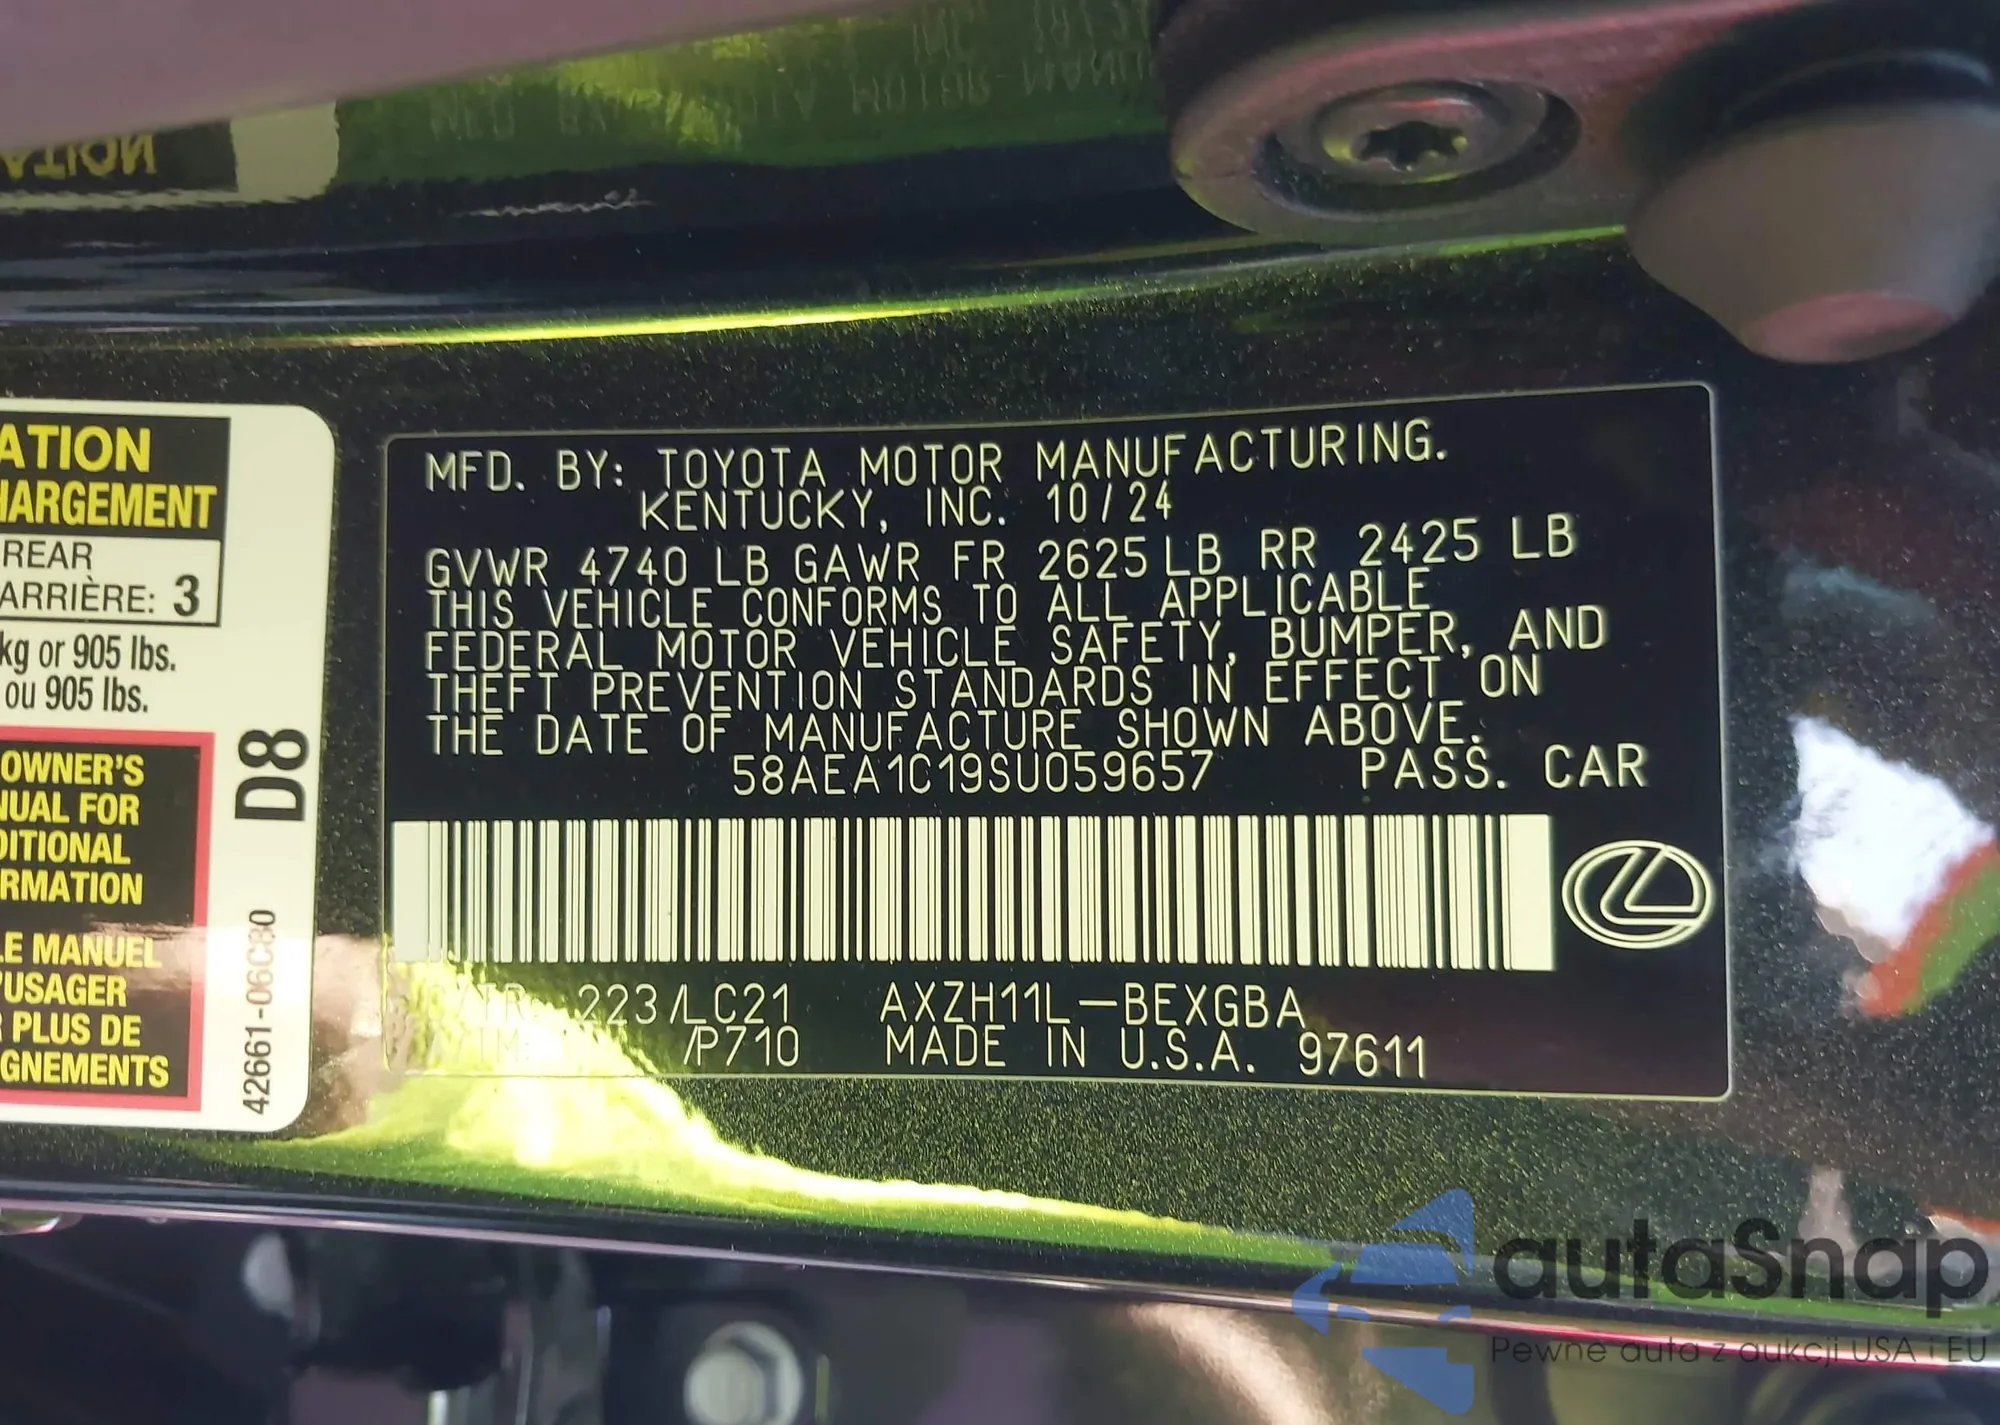 ATION
HARGEMENT
REAR
ARRIÈRE: 3
kg or 905 lbs.
ou 905 lbs.
OWNER'S
NUAL FOR
DITIONAL
RMATION
LE MANUEL
D'USAGER
R PLUS DE
GNEMENTS
D8
42661-06C80
MFD. BY: TOYOTA MOTOR MANUFACTURING.
KENTUCKY, INC. 10/24
GVWR 4740 LB GAWR FR 2625 LB RR 2425 LB
THIS VEHICLE CONFORMS TO ALL APPLICABLE
FEDERAL MOTOR VEHICLE SAFETY, BUMPER, AND
THEFT PREVENTION STANDARDS IN EFFECT ON
THE DATE OF MANUFACTURE SHOWN ABOVE.
58AEA1C19SU059657 PASS. CAR
C/TR 223/LC21 AXZH11L-BEXGBA
/P710 MADE IN U.S.A. 97611
autaSnap
Pewne auta z aukcji USA i EU